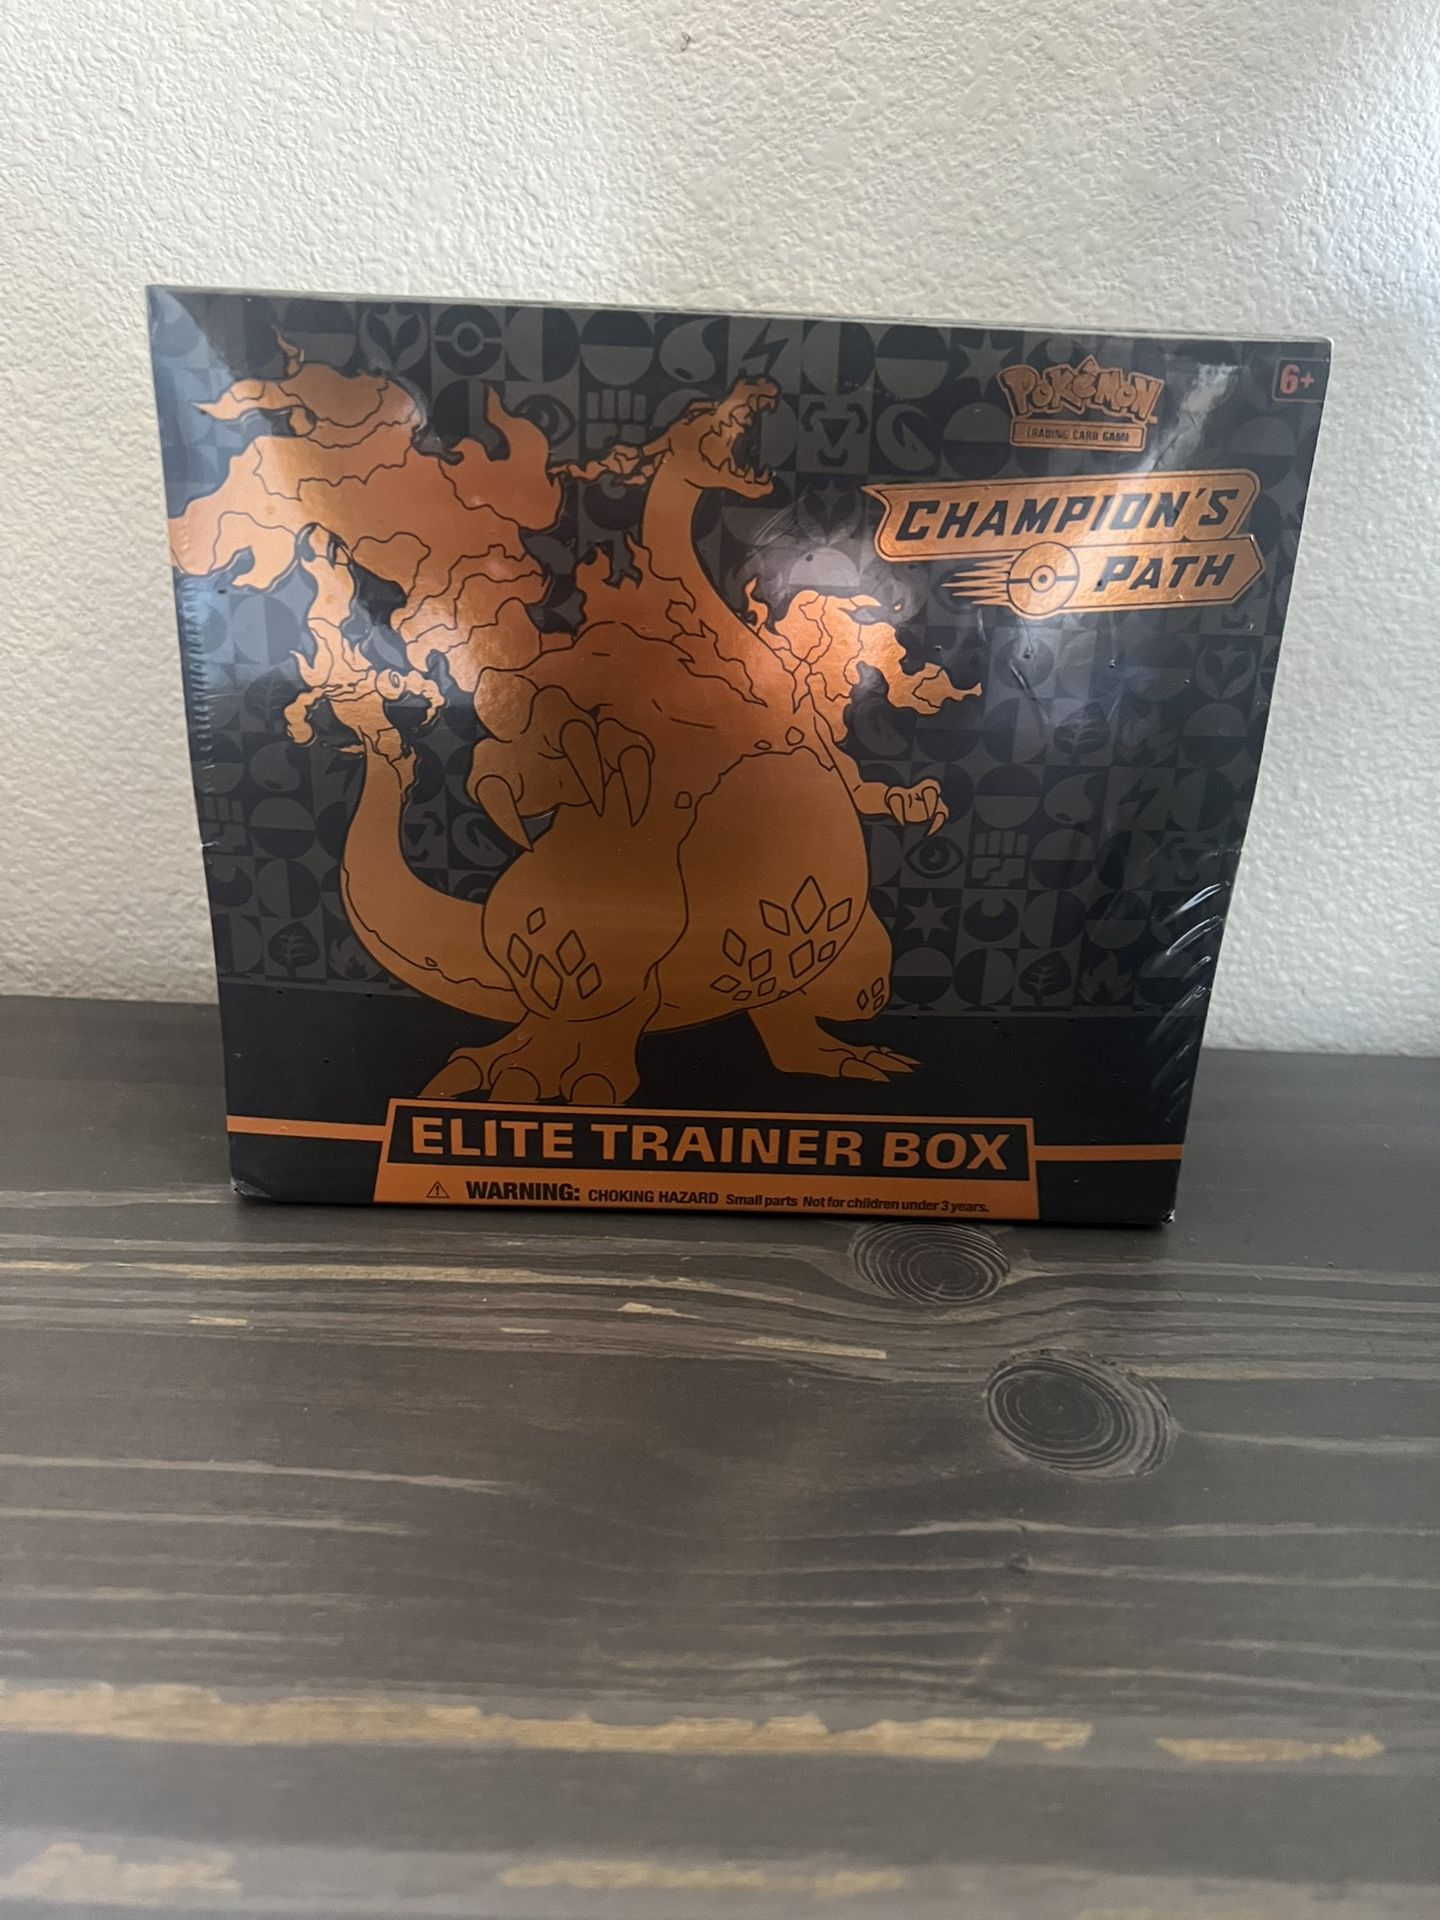 POKéMON
TRADING CARD GAME
6+
CHAMPION'S
PATH
ELITE TRAINER BOX
WARNING: CHOKING HAZARD Small parts Not for children under 3 years.